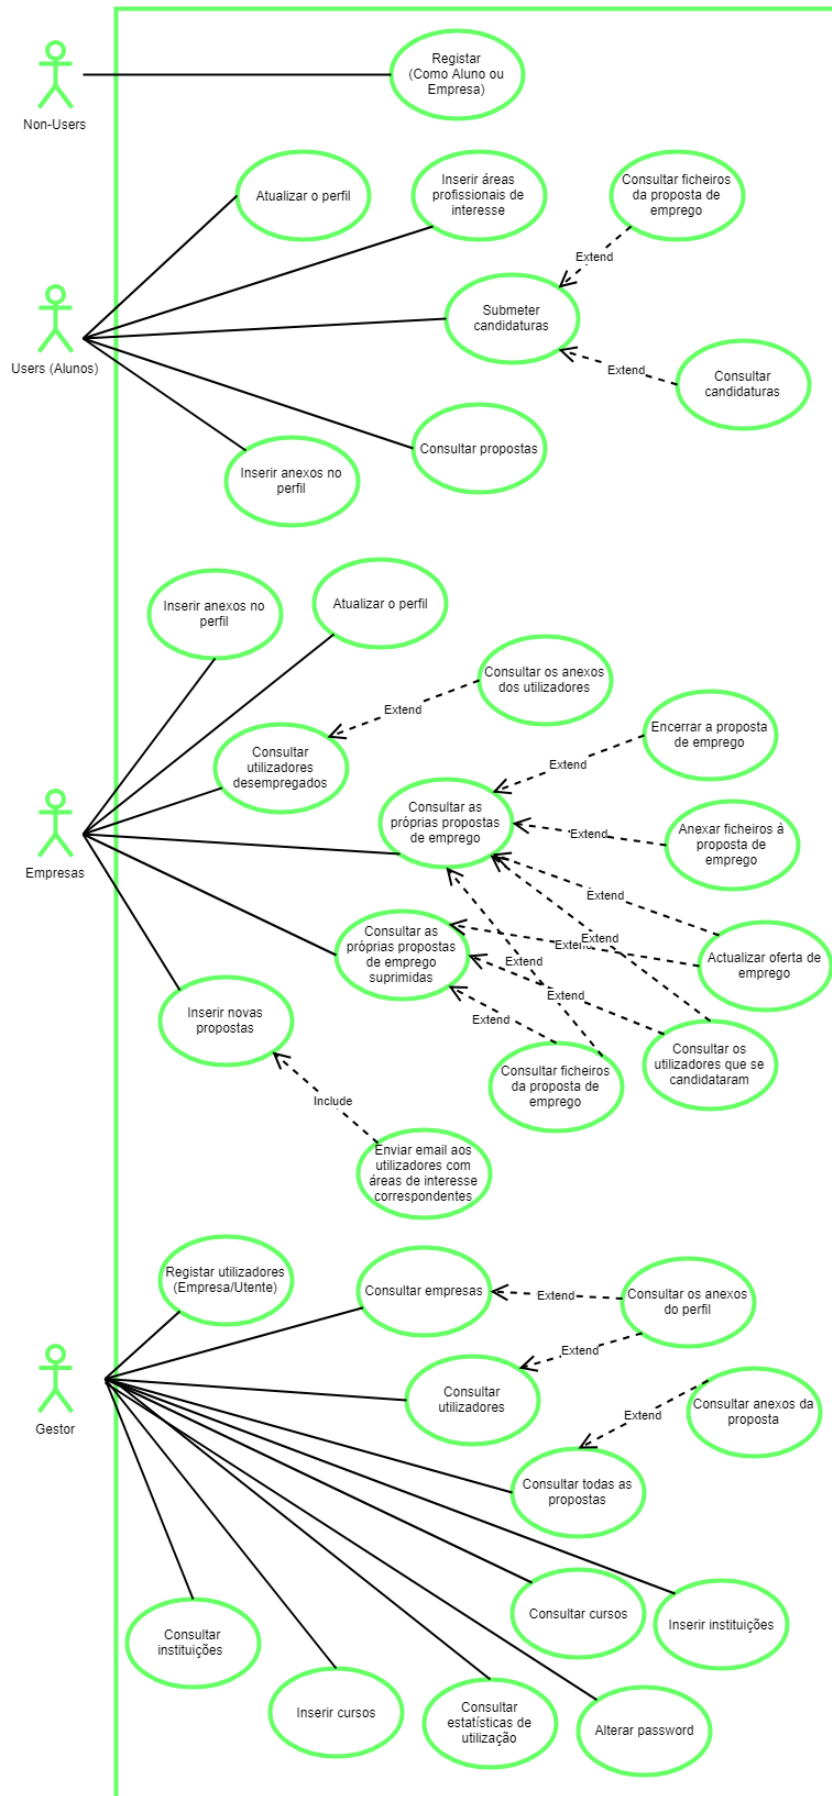 Registar
(Como Aluno ou
Empresa)
Non-Users
Atualizar o perfil
Inserir áreas
profissionais de
interesse
Consultar ficheiros
da proposta de
emprego
Extend
Submeter
candidaturas
Users (Alunos)
Extend
Consultar
candidaturas
Consultar propostas
Inserir anexos no
perfil
Inserir anexos no
perfil
Atualizar o perfil
Consultar os anexos
dos utilizadores
Extend
Encerrar a proposta
de emprego
Consultar
utilizadores
desempregados
Extend
Consultar as
próprias propostas
de emprego
Extend
Anexar ficheiros à
proposta de
emprego
Empresas
Extend
Consultar as
próprias propostas
de emprego
suprimidas
Extend
Extend
Actualizar oferta de
emprego
Extend
Extend
Inserir novas
propostas
Extend
Consultar os
utilizadores que se
candidataram
Consultar ficheiros
da proposta de
emprego
Include
Enviar email aos
utilizadores com
áreas de interesse
correspondentes
Registar utilizadores
(Empresa/Utente)
Consultar empresas
Extend
Consultar os anexos
do perfil
Extend
Consultar
utilizadores
Gestor
Extend
Consultar anexos da
proposta
Consultar todas as
propostas
Consultar cursos
Inserir instituições
Consultar
instituições
Inserir cursos
Consultar
estatísticas de
utilização
Alterar password